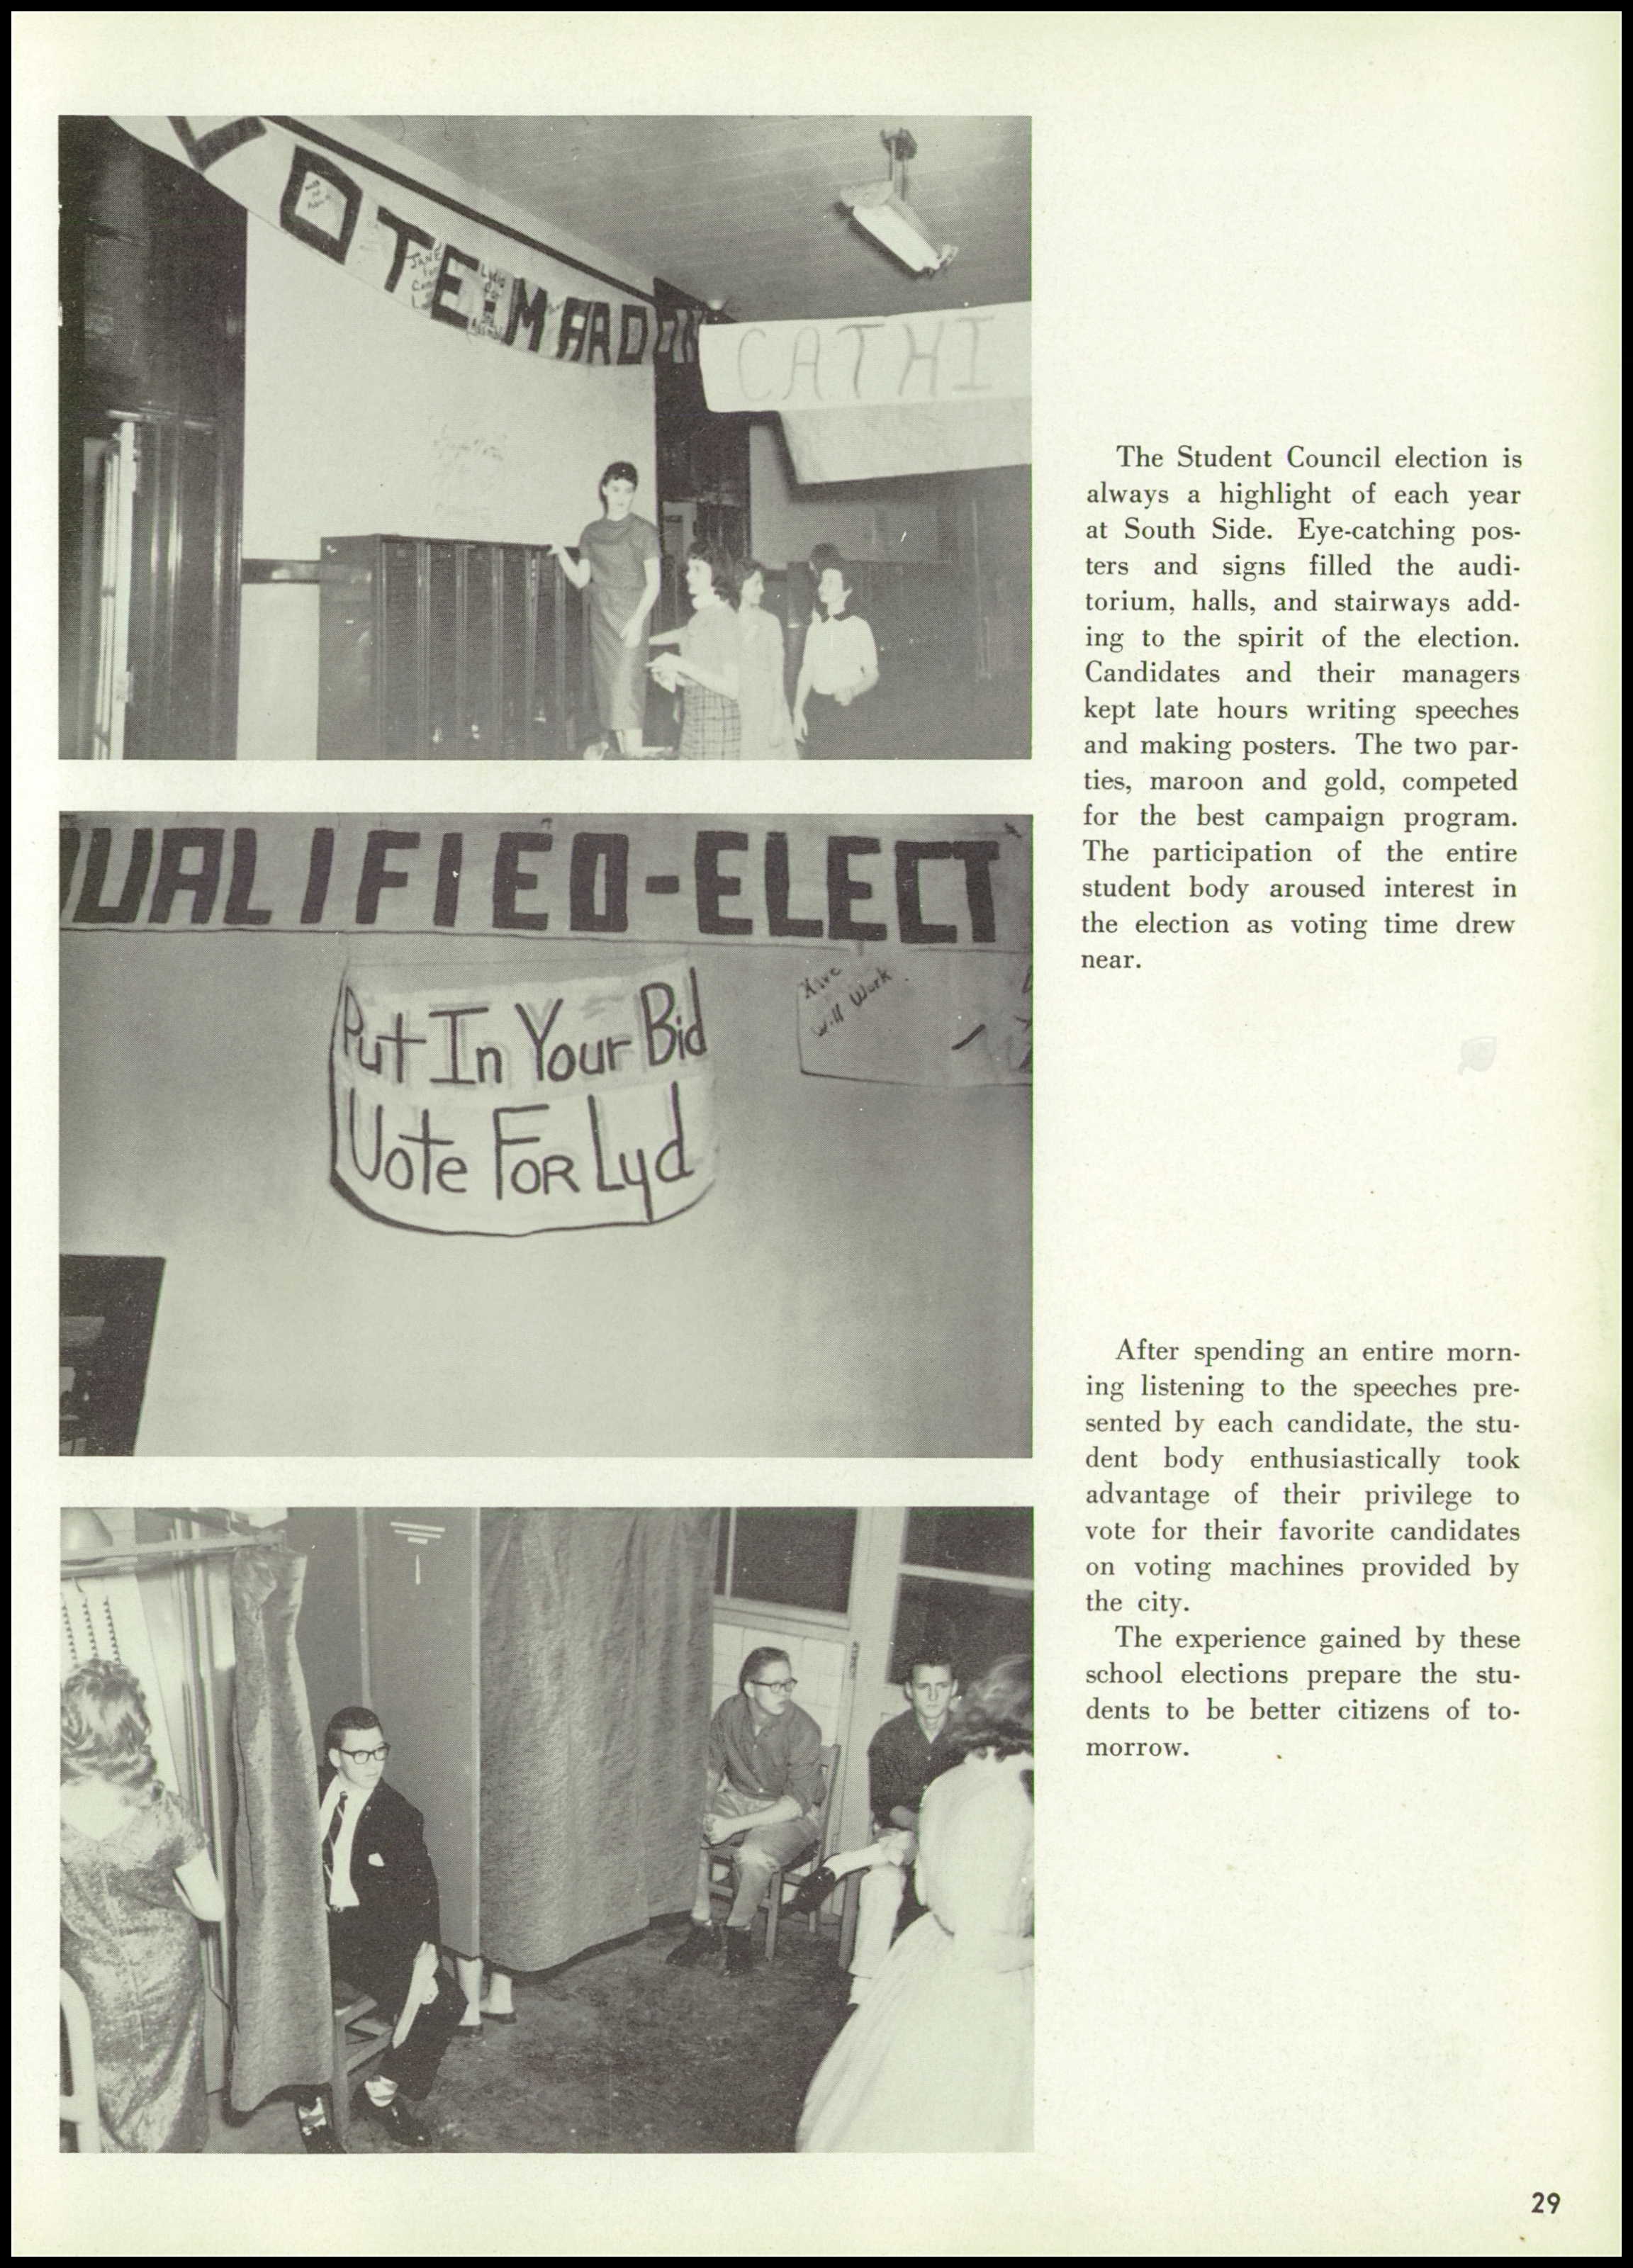 VOTE MAROON
JANE
for
CATHI
QUALIFIED-ELECT
Have
Will Work
Put In Your Bid
Vote FOR Lyd
The Student Council election is
always a highlight of each year
at South Side. Eye-catching pos-
ters and signs filled the audi-
torium, halls, and stairways add-
ing to the spirit of the election.
Candidates and their managers
kept late hours writing speeches
and making posters. The two par-
ties, maroon and gold, competed
for the best campaign program.
The participation of the entire
student body aroused interest in
the election as voting time drew
near.
After spending an entire morn-
ing listening to the speeches pre-
sented by each candidate, the stu-
dent body enthusiastically took
advantage of their privilege to
vote for their favorite candidates
on voting machines provided by
the city.
The experience gained by these
school elections prepare the stu-
dents to be better citizens of to-
morrow.
29